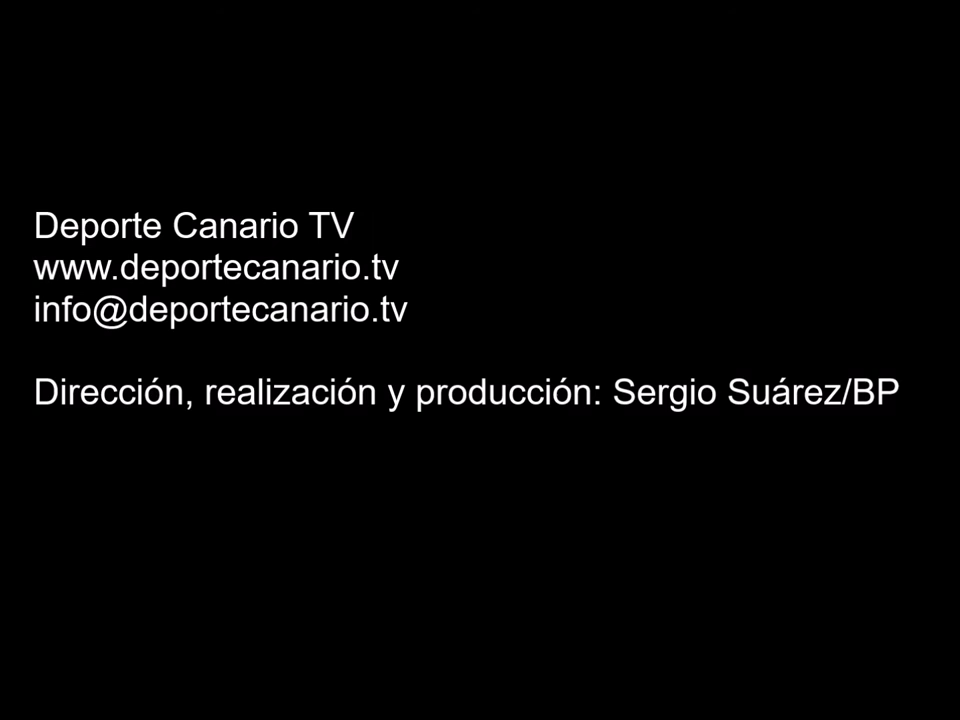 Deporte Canario TV
www.deportecanario.tv
info@deportecanario.tv
Dirección, realización y producción: Sergio Suárez/BP